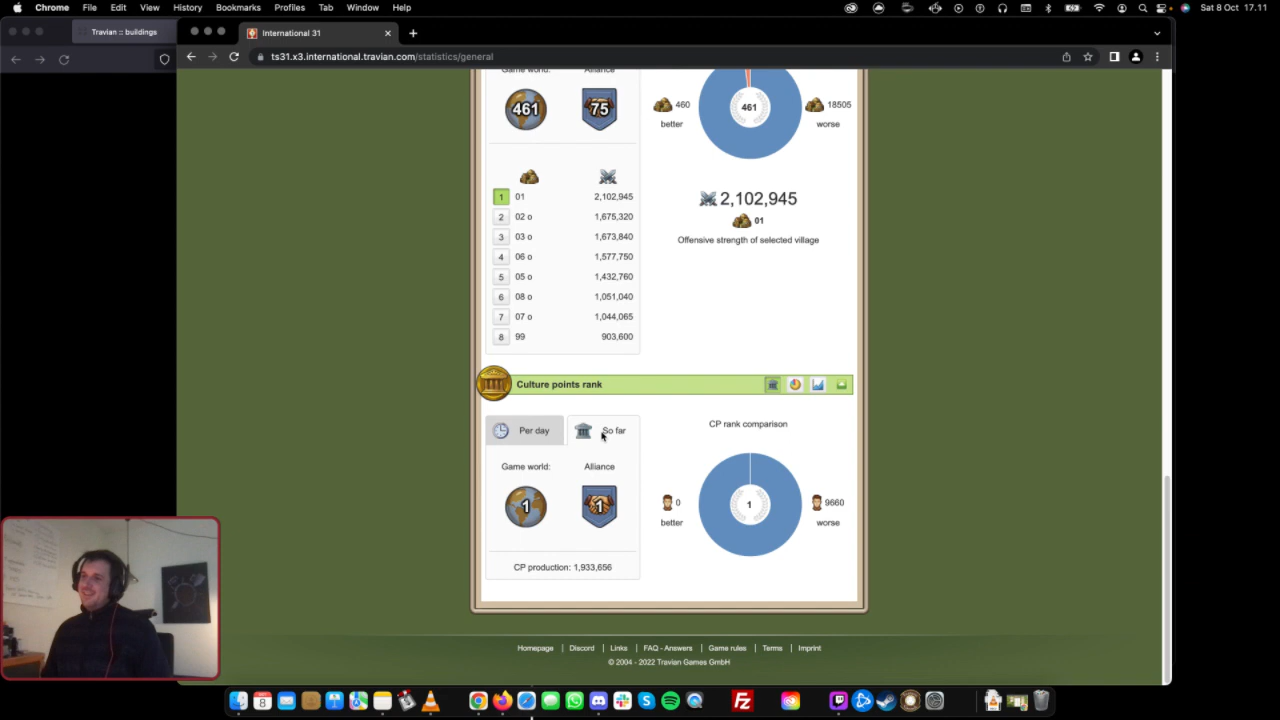 Chrome File Edit View History Bookmarks Profiles Tab Window Help Sat 8 Oct 17.11
Travian :: buildings
International 31
ts31.x3.international.travian.com/statistics/general
Game world: Alliance
461 75
460 better
461
18505 worse
1 01 2,102,945
2 02 o 1,675,320
3 03 o 1,673,840
4 06 o 1,577,750
5 05 o 1,432,760
6 08 o 1,051,040
7 07 o 1,044,065
8 99 903,600
2,102,945
01
Offensive strength of selected village
Culture points rank
Per day So far
Game world: Alliance
1 1
CP production: 1,933,656
CP rank comparison
0 better
1
9660 worse
Homepage | Discord | Links | FAQ - Answers | Game rules | Terms | Imprint
© 2004 - 2022 Travian Games GmbH
8
Fz